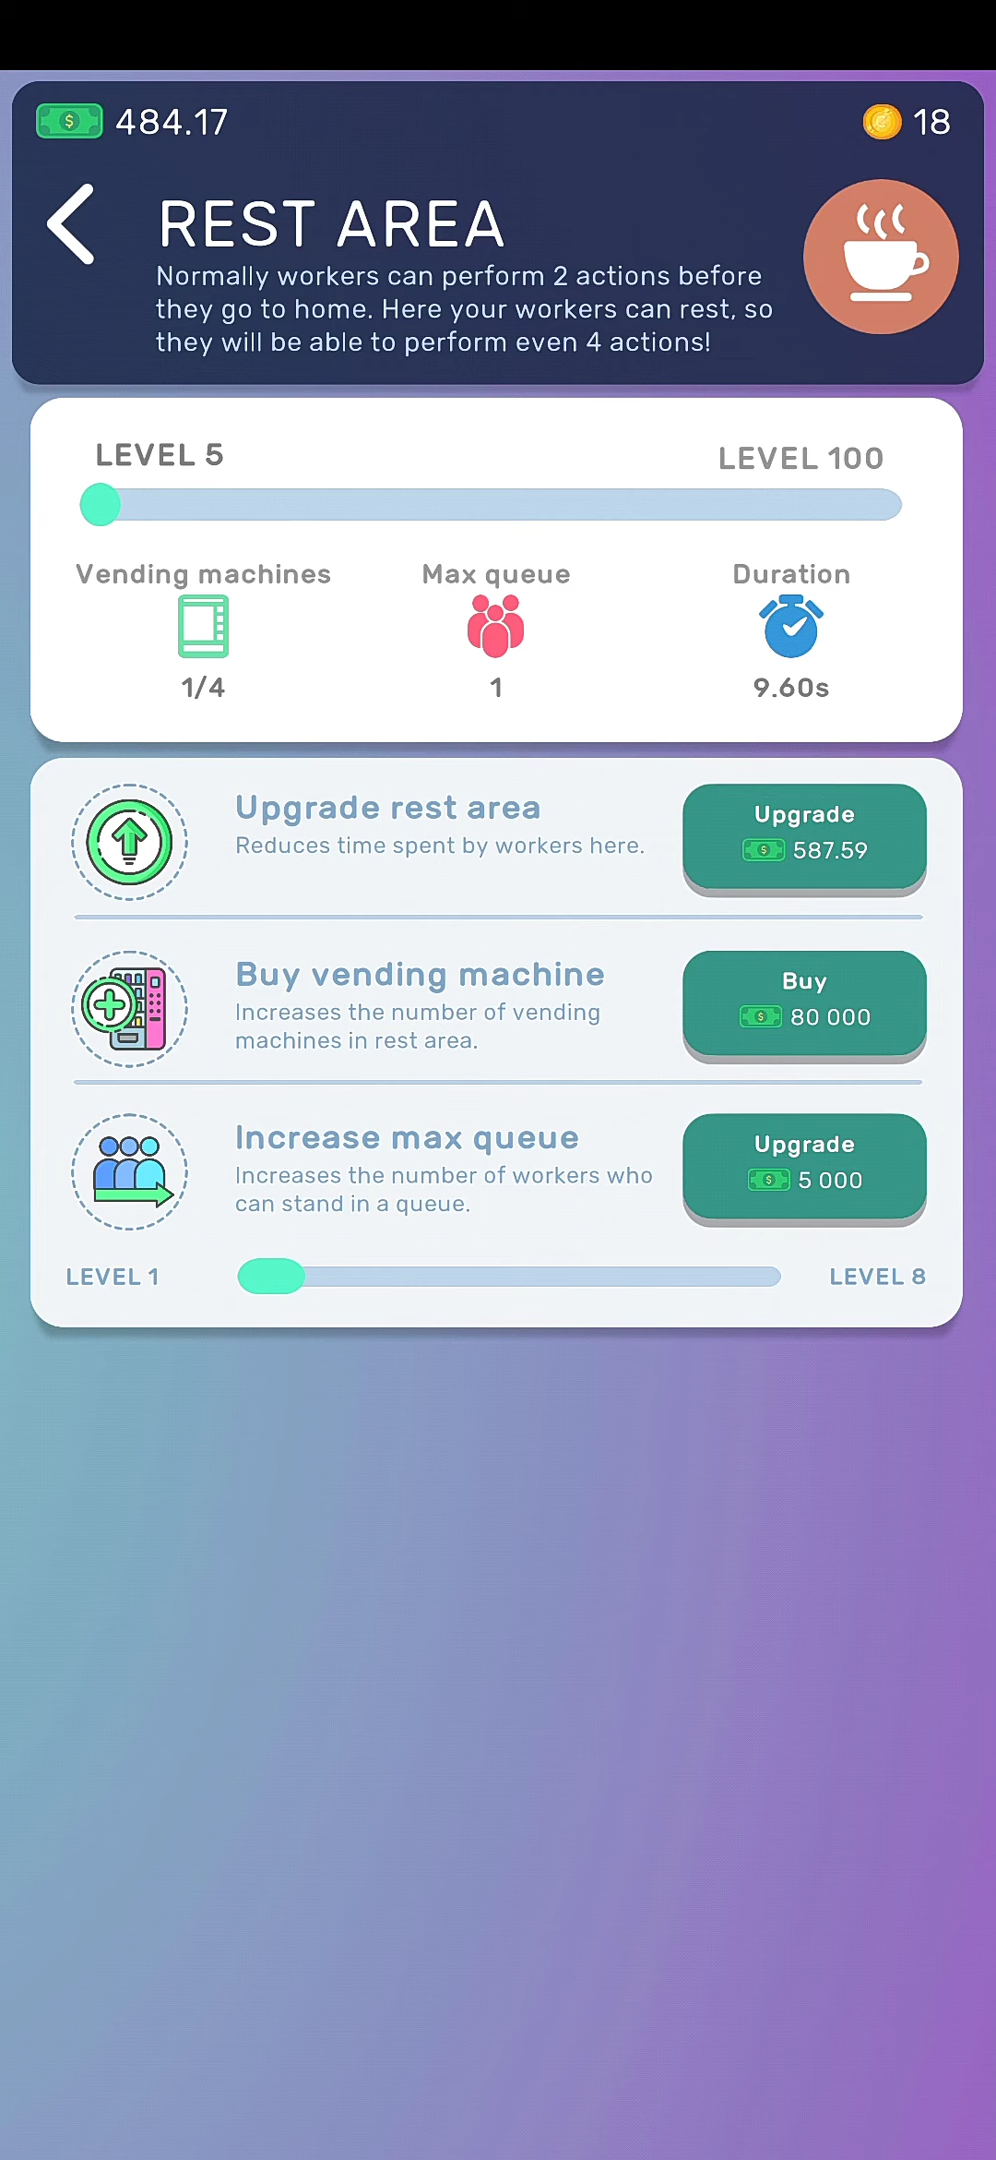 484.17
18
REST AREA
Normally workers can perform 2 actions before
they go to home. Here your workers can rest, so
they will be able to perform even 4 actions!
LEVEL 5
LEVEL 100
Vending machines
Max queue
Duration
1/4
1
9.60s
Upgrade rest area
Reduces time spent by workers here.
Upgrade
587.59
Buy vending machine
Increases the number of vending
machines in rest area.
Buy
80 000
Increase max queue
Increases the number of workers who
can stand in a queue.
Upgrade
5 000
LEVEL 1
LEVEL 8